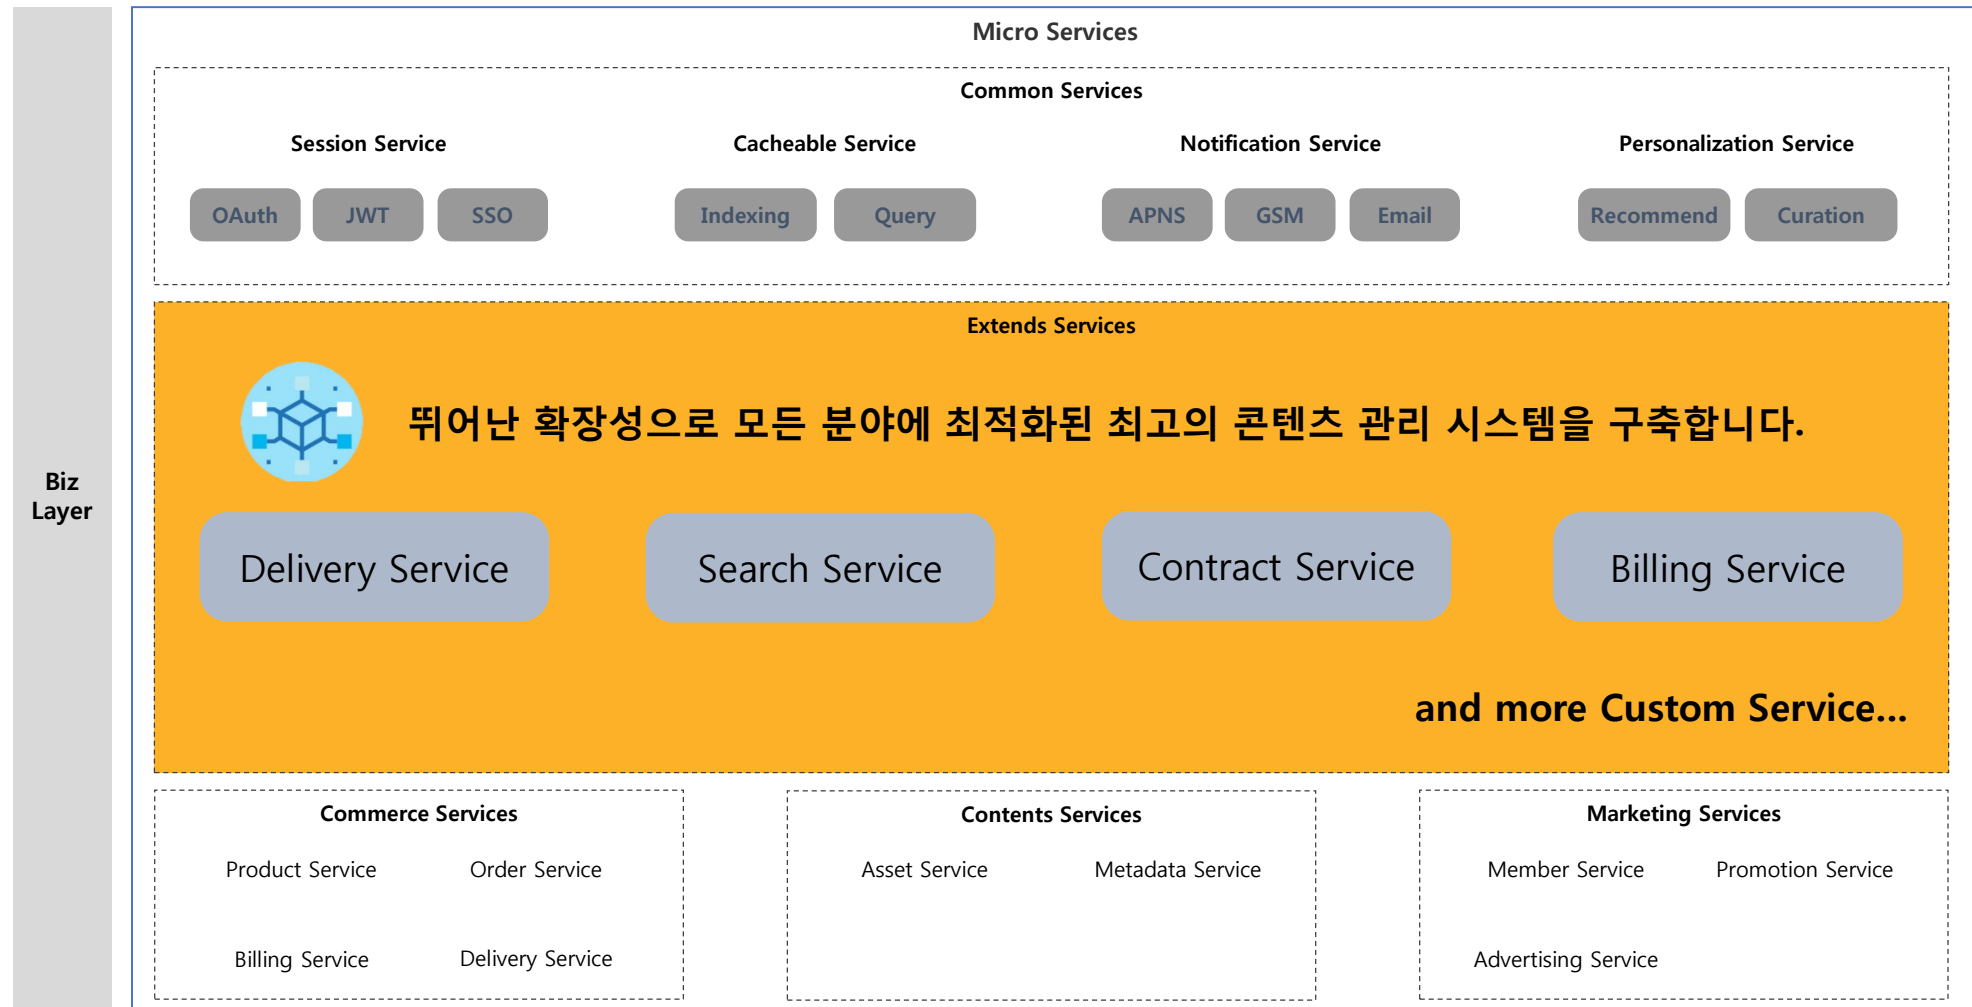 Micro Services
Common Services
Session Service
Cacheable Service
Notification Service
Personalization Service
OAuth
JWT
SSO
Indexing
Query
APNS
GSM
Email
Recommend
Curation
Extends Services
뛰어난 확장성으로 모든 분야에 최적화된 최고의 콘텐츠 관리 시스템을 구축합니다.
Biz
Layer
Delivery Service
Search Service
Contract Service
Billing Service
and more Custom Service...
Commerce Services
Product Service
Order Service
Billing Service
Delivery Service
Contents Services
Asset Service
Metadata Service
Marketing Services
Member Service
Promotion Service
Advertising Service